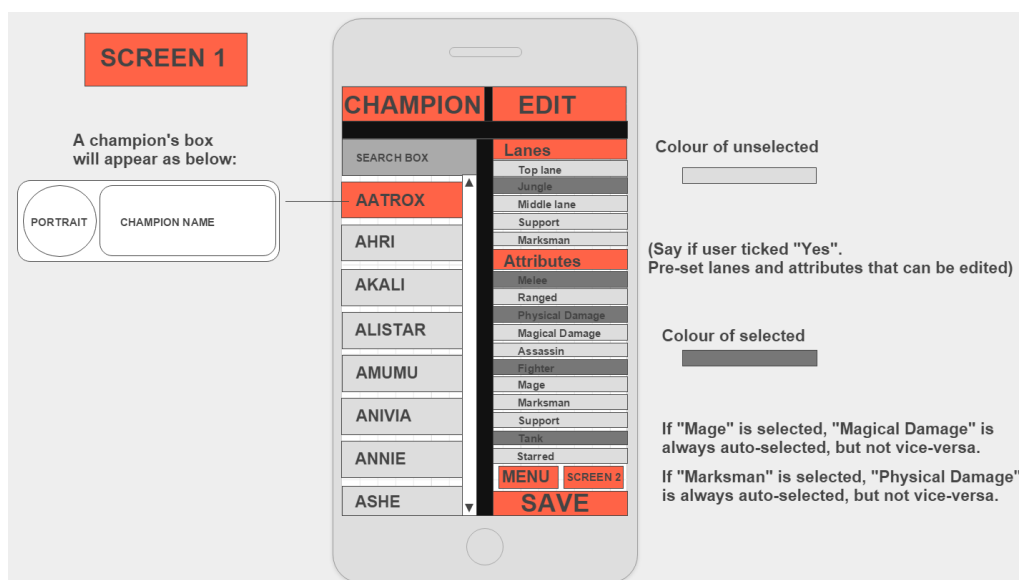 SCREEN 1
A champion's box
will appear as below:
PORTRAIT
CHAMPION NAME
CHAMPION
EDIT
SEARCH BOX
AATROX
AHRI
AKALI
ALISTAR
AMUMU
ANIVIA
ANNIE
ASHE
Lanes
Top lane
Jungle
Middle lane
Support
Marksman
Attributes
Melee
Ranged
Physical Damage
Magical Damage
Assassin
Fighter
Mage
Marksman
Support
Tank
Starred
MENU
SCREEN 2
SAVE
Colour of unselected
(Say if user ticked "Yes".
Pre-set lanes and attributes that can be edited)
Colour of selected
If "Mage" is selected, "Magical Damage" is
always auto-selected, but not vice-versa.
If "Marksman" is selected, "Physical Damage"
is always auto-selected, but not vice-versa.